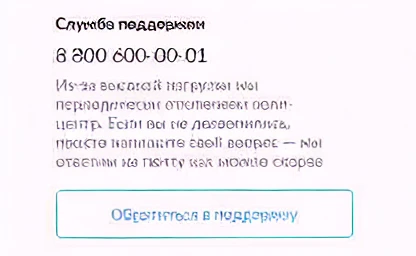 Служба поддержки
8 800 600-00-01
Из-за высокой нагрузки мы
периодически отключаем колл-
центр. Если вы не дозвонились,
просто напишите свой вопрос — мы
ответим на почту как можно скорее
Обратиться в поддержку